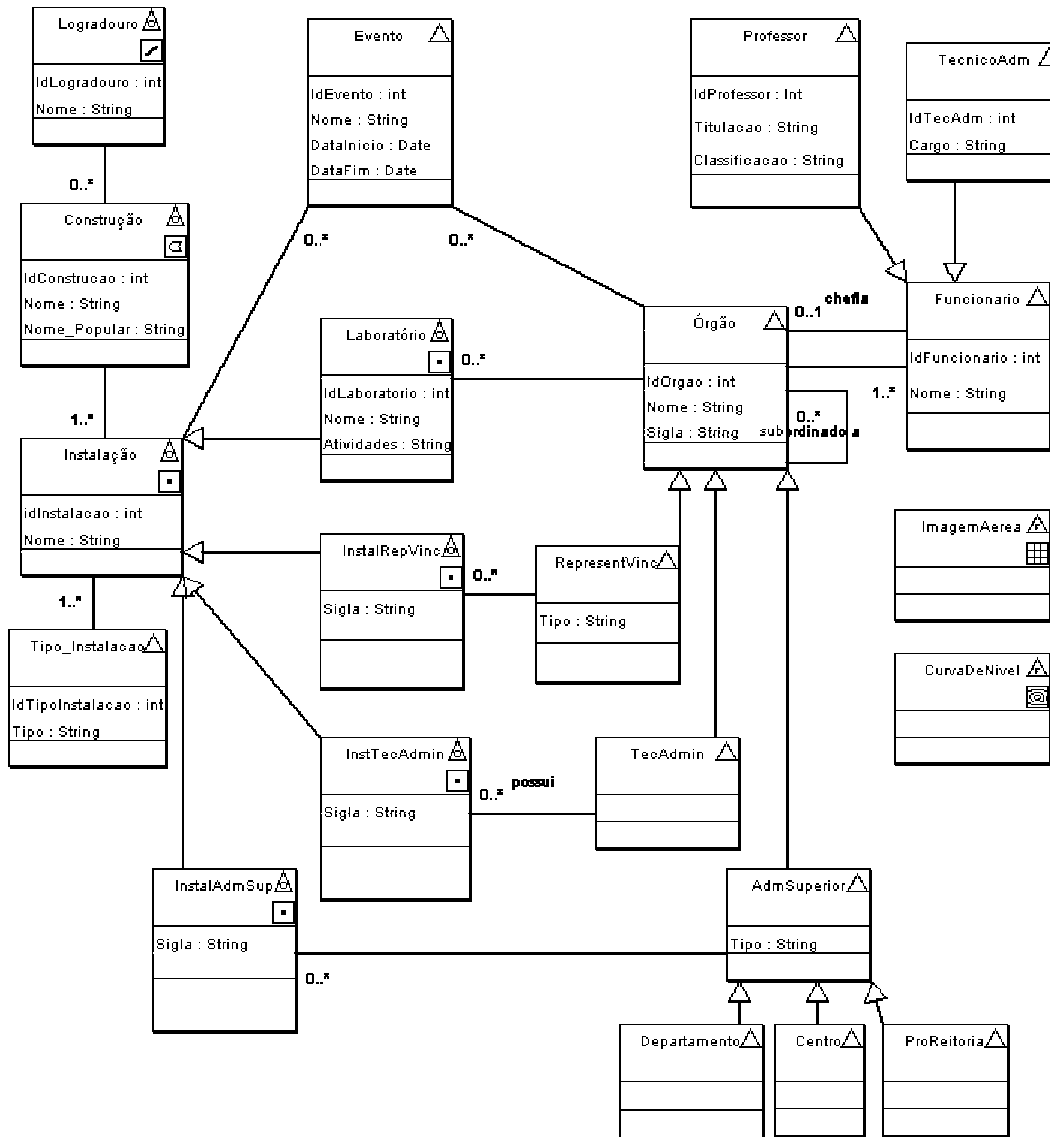 Logradouro
IdLogradouro : int
Nome : String
0..*
Construção
IdConstrucao : int
Nome : String
Nome_Popular : String
1..*
Instalação
idInstalacao : int
Nome : String
1..*
Tipo_Instalacao
IdTipoInstalacao : int
Tipo : String
Evento
IdEvento : int
Nome : String
DataInicio : Date
DataFim : Date
0..*
0..*
Professor
IdProfessor : Int
Titulacao : String
Classificacao : String
TecnicoAdm
IdTecAdm : int
Cargo : String
Laboratório
IdLaboratorio : int
Nome : String
Atividades : String
0..*
Órgão
IdOrgao : int
Nome : String
Sigla : String
0..1
chefia
1..*
0..*
subordinado a
Funcionario
IdFuncionario : int
Nome : String
InstalRepVinc
Sigla : String
0..*
RepresentVinc
Tipo : String
ImagemAerea
CurvaDeNivel
InstTecAdmin
Sigla : String
0..*
possui
TecAdmin
InstalAdmSup
Sigla : String
0..*
AdmSuperior
Tipo : String
Departamento
Centro
ProReitoria